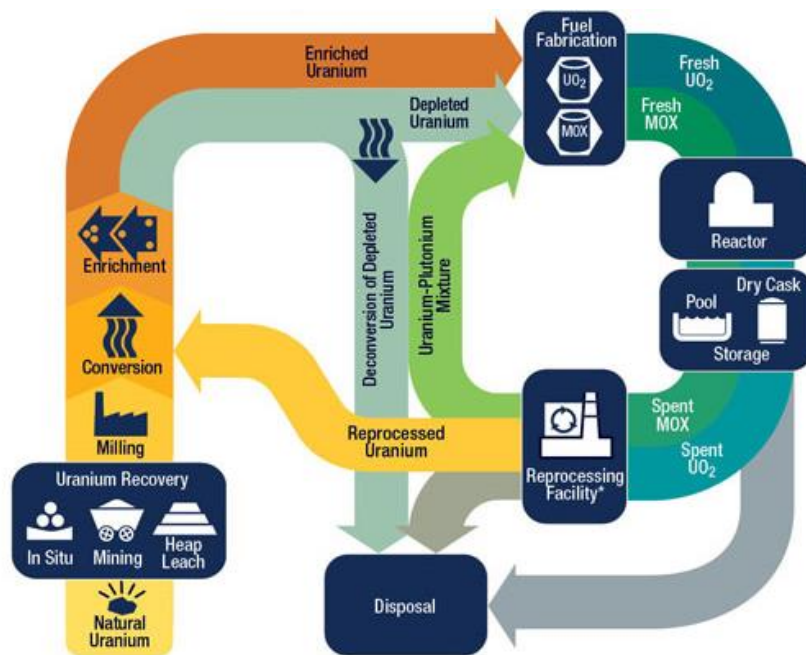 Fuel
Fabrication
UO₂
MOX
Enriched
Uranium
Fresh
UO₂
Depleted
Uranium
Fresh
MOX
Reactor
Enrichment
Deconversion of Depleted
Uranium
Uranium-Plutonium
Mixture
Dry Cask
Pool
Storage
Conversion
Spent
MOX
Milling
Reprocessed
Uranium
Spent
UO₂
Reprocessing
Facility*
Uranium Recovery
In Situ
Mining
Heap
Leach
Disposal
Natural
Uranium